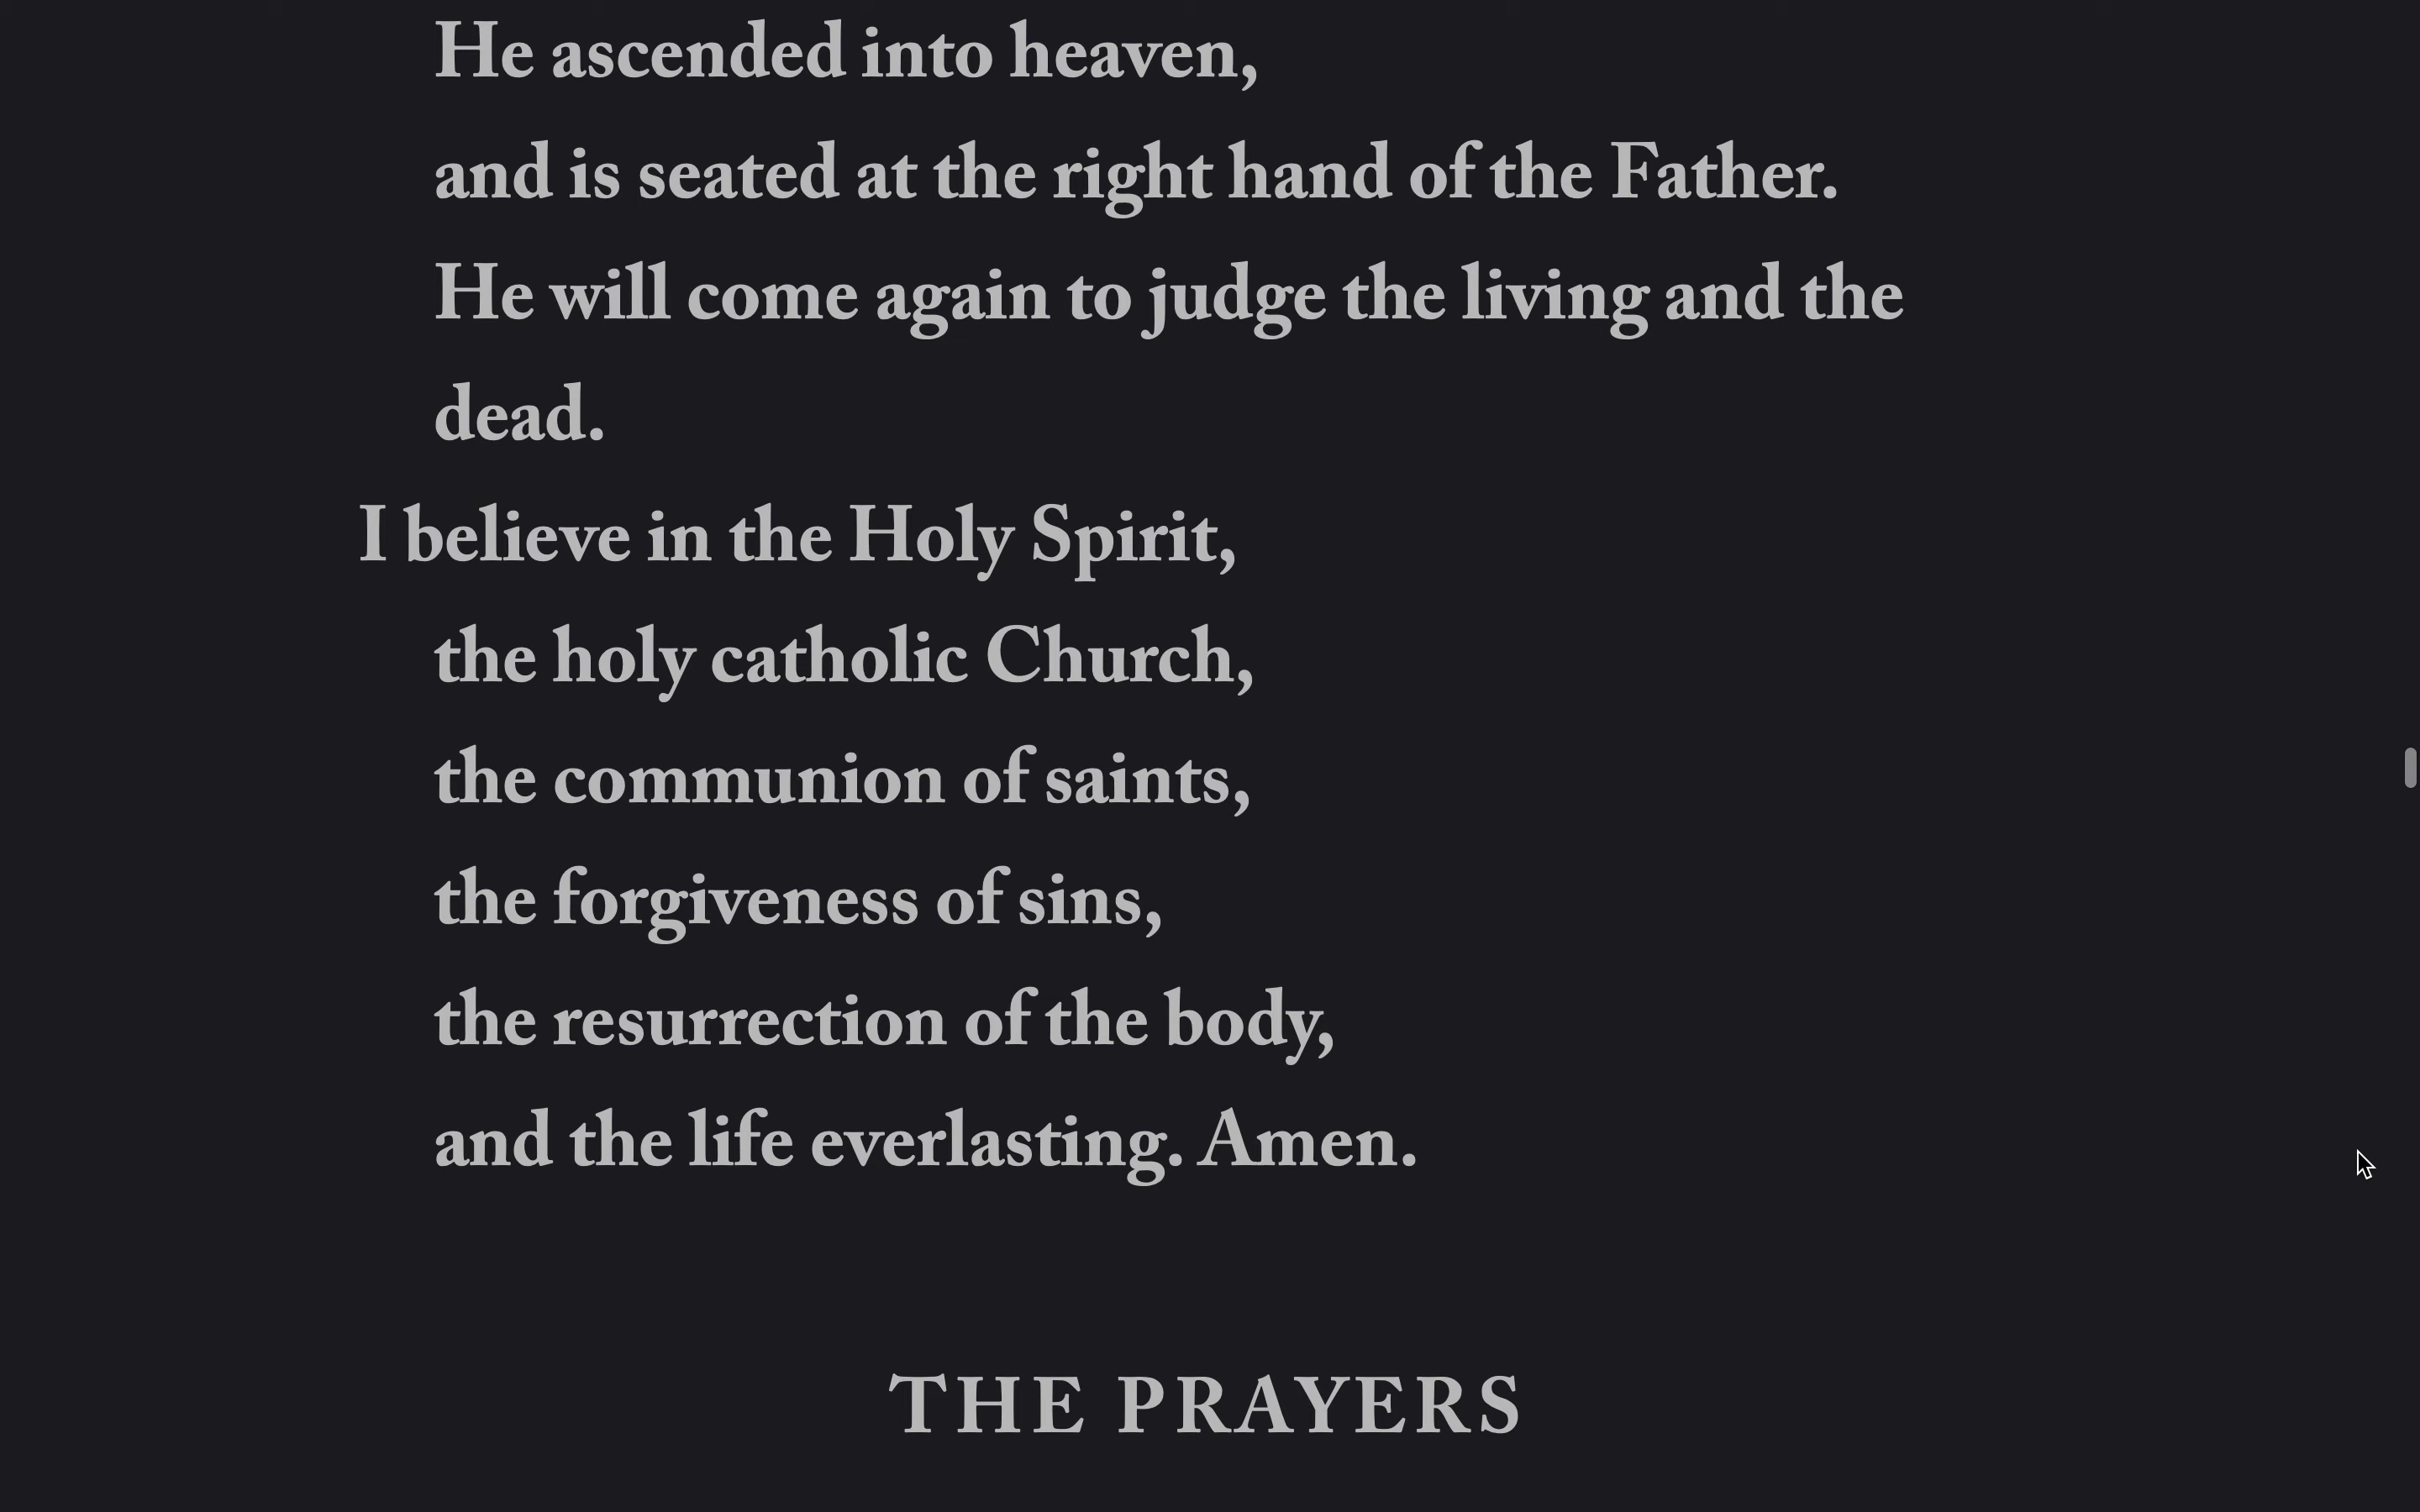 He ascended into heaven,
and is seated at the right hand of the Father.
He will come again to judge the living and the
dead.
I believe in the Holy Spirit,
the holy catholic Church,
the communion of saints,
the forgiveness of sins,
the resurrection of the body,
and the life everlasting. Amen.
THE PRAYERS